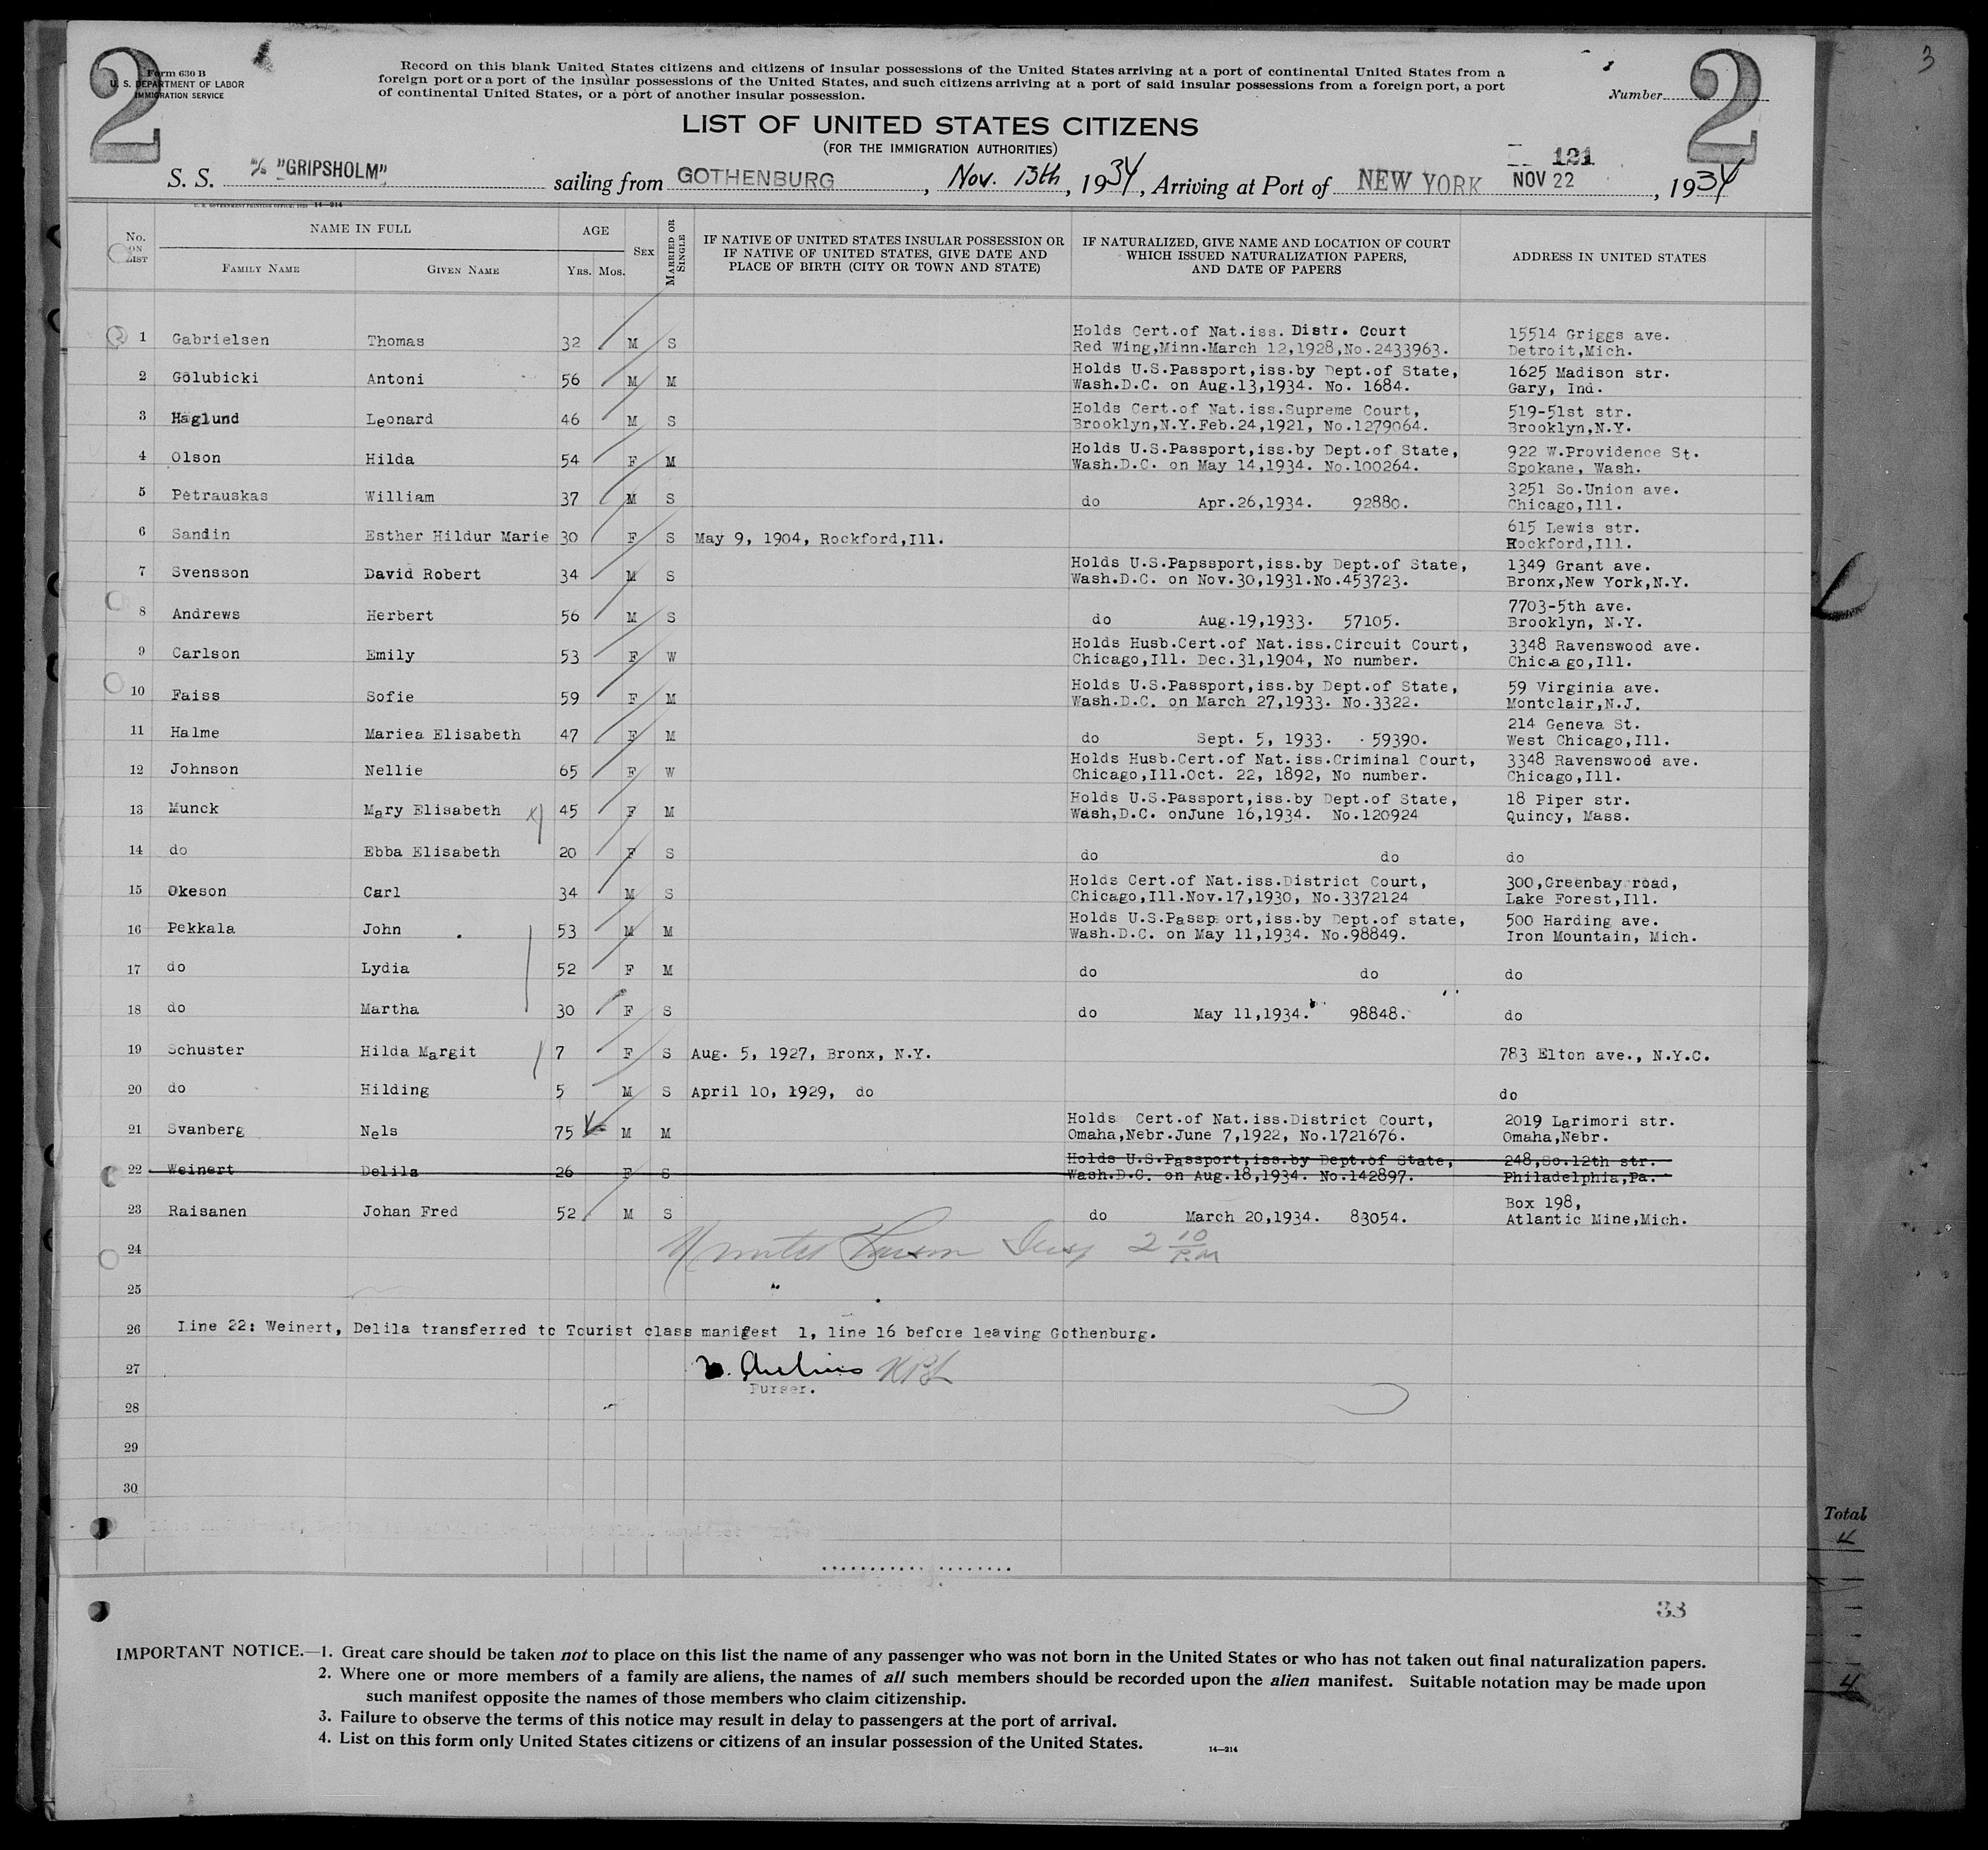 2
2
3
Form 630 B
U. S. DEPARTMENT OF LABOR
IMMIGRATION SERVICE
Record on this blank United States citizens and citizens of insular possessions of the United States arriving at a port of continental United States from a
foreign port or a port of the insular possessions of the United States, and such citizens arriving at a port of said insular possessions from a foreign port, a port
of continental United States, or a port of another insular possession.
Number
LIST OF UNITED STATES CITIZENS
(FOR THE IMMIGRATION AUTHORITIES)
121
S. S. M/S "GRIPSHOLM" sailing from GOTHENBURG, Nov. 13th, 1934, Arriving at Port of NEW YORK NOV 22, 1934
U. S. GOVERNMENT PRINTING OFFICE: 14—214
No. ON LIST
NAME IN FULL
FAMILY NAME
GIVEN NAME
AGE
YRS. MOS.
SEX
MARRIED OR SINGLE
IF NATIVE OF UNITED STATES INSULAR POSSESSION OR
IF NATIVE OF UNITED STATES, GIVE DATE AND
PLACE OF BIRTH (CITY OR TOWN AND STATE)
IF NATURALIZED, GIVE NAME AND LOCATION OF COURT
WHICH ISSUED NATURALIZATION PAPERS,
AND DATE OF PAPERS
ADDRESS IN UNITED STATES
1 Gabrielsen Thomas 32 M S Holds Cert.of Nat.iss. Distr. Court 15514 Griggs ave.
Red Wing,Minn.March 12,1928,No.2433963. Detroit,Mich.
2 Golubicki Antoni 56 M M Holds U.S.Passport,iss.by Dept.of State, 1625 Madison str.
Wash.D.C. on Aug.13,1934. No. 1684. Gary, Ind.
3 Haglund Leonard 46 M S Holds Cert.of Nat.iss.Supreme Court, 519-51st str.
Brooklyn,N.Y.Feb.24,1921, No.1279064. Brooklyn,N.Y.
4 Olson Hilda 54 F M Holds U.S.Passport,iss.by Dept.of State, 922 W.Providence St.
Wash.D.C. on May 14,1934. No.100264. Spokane, Wash.
5 Petrauskas William 37 M S do Apr.26,1934. 92880. 3251 So.Union ave.
Chicago,Ill.
6 Sandin Esther Hildur Marie 30 F S May 9, 1904, Rockford,Ill. 615 Lewis str.
Rockford,Ill.
7 Svensson David Robert 34 M S Holds U.S.Papssport,iss.by Dept.of State, 1349 Grant ave.
Wash.D.C. on Nov.30,1931.No.453723. Bronx,New York,N.Y.
8 Andrews Herbert 56 M S do Aug.19,1933. 57105. 7703-5th ave.
Brooklyn, N.Y.
9 Carlson Emily 53 F W Holds Husb.Cert.of Nat.iss.Circuit Court, 3348 Ravenswood ave.
Chicago,Ill. Dec.31,1904, No number. Chicago,Ill.
10 Faiss Sofie 59 F M Holds U.S.Passport,iss.by Dept.of State, 59 Virginia ave.
Wash.D.C. on March 27,1933. No.3322. Montclair,N.J.
11 Halme Mariea Elisabeth 47 F M do Sept. 5, 1933. 59390. 214 Geneva St.
West Chicago,Ill.
12 Johnson Nellie 65 F W Holds Husb.Cert.of Nat.iss.Criminal Court, 3348 Ravenswood ave.
Chicago,Ill.Oct. 22, 1892, No number. Chicago,Ill.
13 Munck Mary Elisabeth 45 F M Holds U.S.Passport,iss.by Dept.of State, 18 Piper str.
Wash,D.C. onJune 16,1934. No.120924 Quincy, Mass.
14 do Ebba Elisabeth 20 F S do do do
15 Okeson Carl 34 M S Holds Cert.of Nat.iss.District Court, 300,Greenbay road,
Chicago,Ill.Nov.17,1930, No.3372124 Lake Forest,Ill.
16 Pekkala John 53 M M Holds U.S.Passport,iss.by Dept.of state, 500 Harding ave.
Wash.D.C. on May 11,1934. No.98849. Iron Mountain, Mich.
17 do Lydia 52 F M do do do
18 do Martha 30 F S do May 11,1934. 98848. do
19 Schuster Hilda Margit 7 F S Aug. 5, 1927, Bronx, N.Y. 783 Elton ave., N.Y.C.
20 do Hilding 5 M S April 10, 1929, do do
21 Svanberg Nels 75 M M Holds Cert.of Nat.iss.District Court, 2019 Larimori str.
Omaha,Nebr.June 7,1922, No.1721676. Omaha,Nebr.
22 Weinert Delila 26 F S Holds U.S.Passport,iss.by Dept.of State, 248,So.12th str.
Wash.D.C. on Aug.18,1934. No.142897. Philadelphia,Pa.
23 Raisanen Johan Fred 52 M S do March 20,1934. 83054. Box 198,
Atlantic Mine,Mich.
24 2 10 P.M
25
26 Line 22: Weinert, Delila transferred to Tourist class manifest 1, line 16 before leaving Gothenburg.
27
Purser.
28
29
30
Total
4
33
4
IMPORTANT NOTICE.—1. Great care should be taken not to place on this list the name of any passenger who was not born in the United States or who has not taken out final naturalization papers.
2. Where one or more members of a family are aliens, the names of all such members should be recorded upon the alien manifest. Suitable notation may be made upon
such manifest opposite the names of those members who claim citizenship.
3. Failure to observe the terms of this notice may result in delay to passengers at the port of arrival.
4. List on this form only United States citizens or citizens of an insular possession of the United States.
14—214